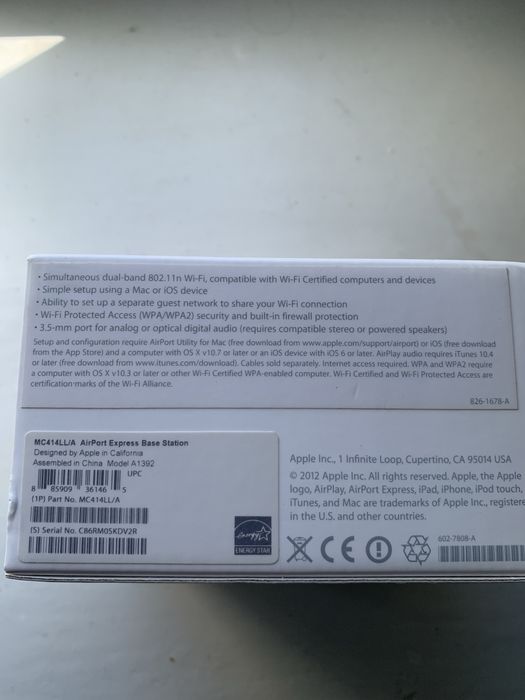 • Simultaneous dual-band 802.11n Wi-Fi, compatible with Wi-Fi Certified computers and devices
• Simple setup using a Mac or iOS device
• Ability to set up a separate guest network to share your Wi-Fi connection
• Wi-Fi Protected Access (WPA/WPA2) security and built-in firewall protection
• 3.5-mm port for analog or optical digital audio (requires compatible stereo or powered speakers)
Setup and configuration require AirPort Utility for Mac (free download from www.apple.com/support/airport) or iOS (free download
from the App Store) and a computer with OS X v10.7 or later or an iOS device with iOS 6 or later. AirPlay audio requires iTunes 10.4
or later (free download from www.itunes.com/download). Cables sold separately. Internet access required. WPA and WPA2 require
a computer with OS X v10.3 or later or other Wi-Fi Certified WPA-enabled computer. Wi-Fi Certified and Wi-Fi Protected Access are
certification marks of the Wi-Fi Alliance.
826-1678-A
MC414LL/A AirPort Express Base Station
Designed by Apple in California
Assembled in China Model A1392
UPC
8 85909 36146 5
(1P) Part No. MC414LL/A
(S) Serial No. C86RM05KDV2R
energy
ENERGY STAR
Apple Inc., 1 Infinite Loop, Cupertino, CA 95014 USA
© 2012 Apple Inc. All rights reserved. Apple, the Apple
logo, AirPlay, AirPort Express, iPad, iPhone, iPod touch,
iTunes, and Mac are trademarks of Apple Inc., registere
in the U.S. and other countries.
CE
602-7808-A